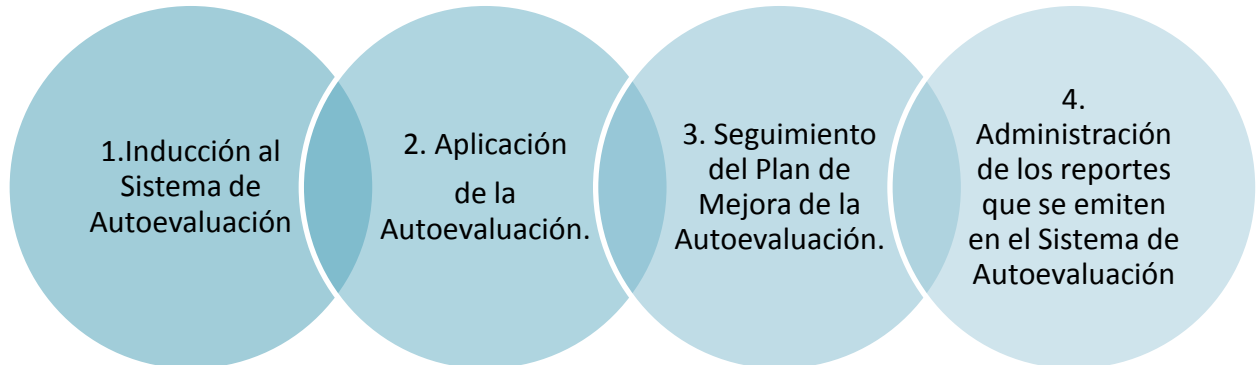 1.Inducción al
Sistema de
Autoevaluación
2. Aplicación
de la
Autoevaluación.
3. Seguimiento
del Plan de
Mejora de la
Autoevaluación.
4.
Administración
de los reportes
que se emiten
en el Sistema de
Autoevaluación